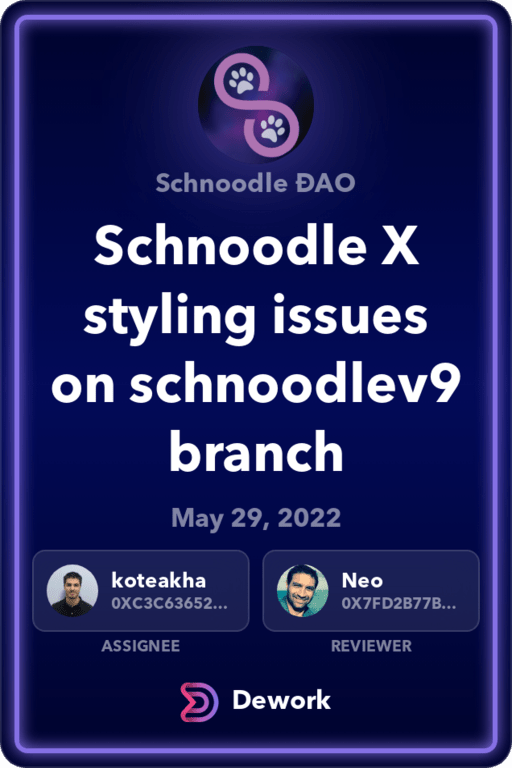 Schnoodle ĐAO
Schnoodle X
styling issues
on schnoodlev9
branch
May 29, 2022
koteakha
0XC3C63652...
Neo
0X7FD2B77B...
ASSIGNEE
REVIEWER
Dework